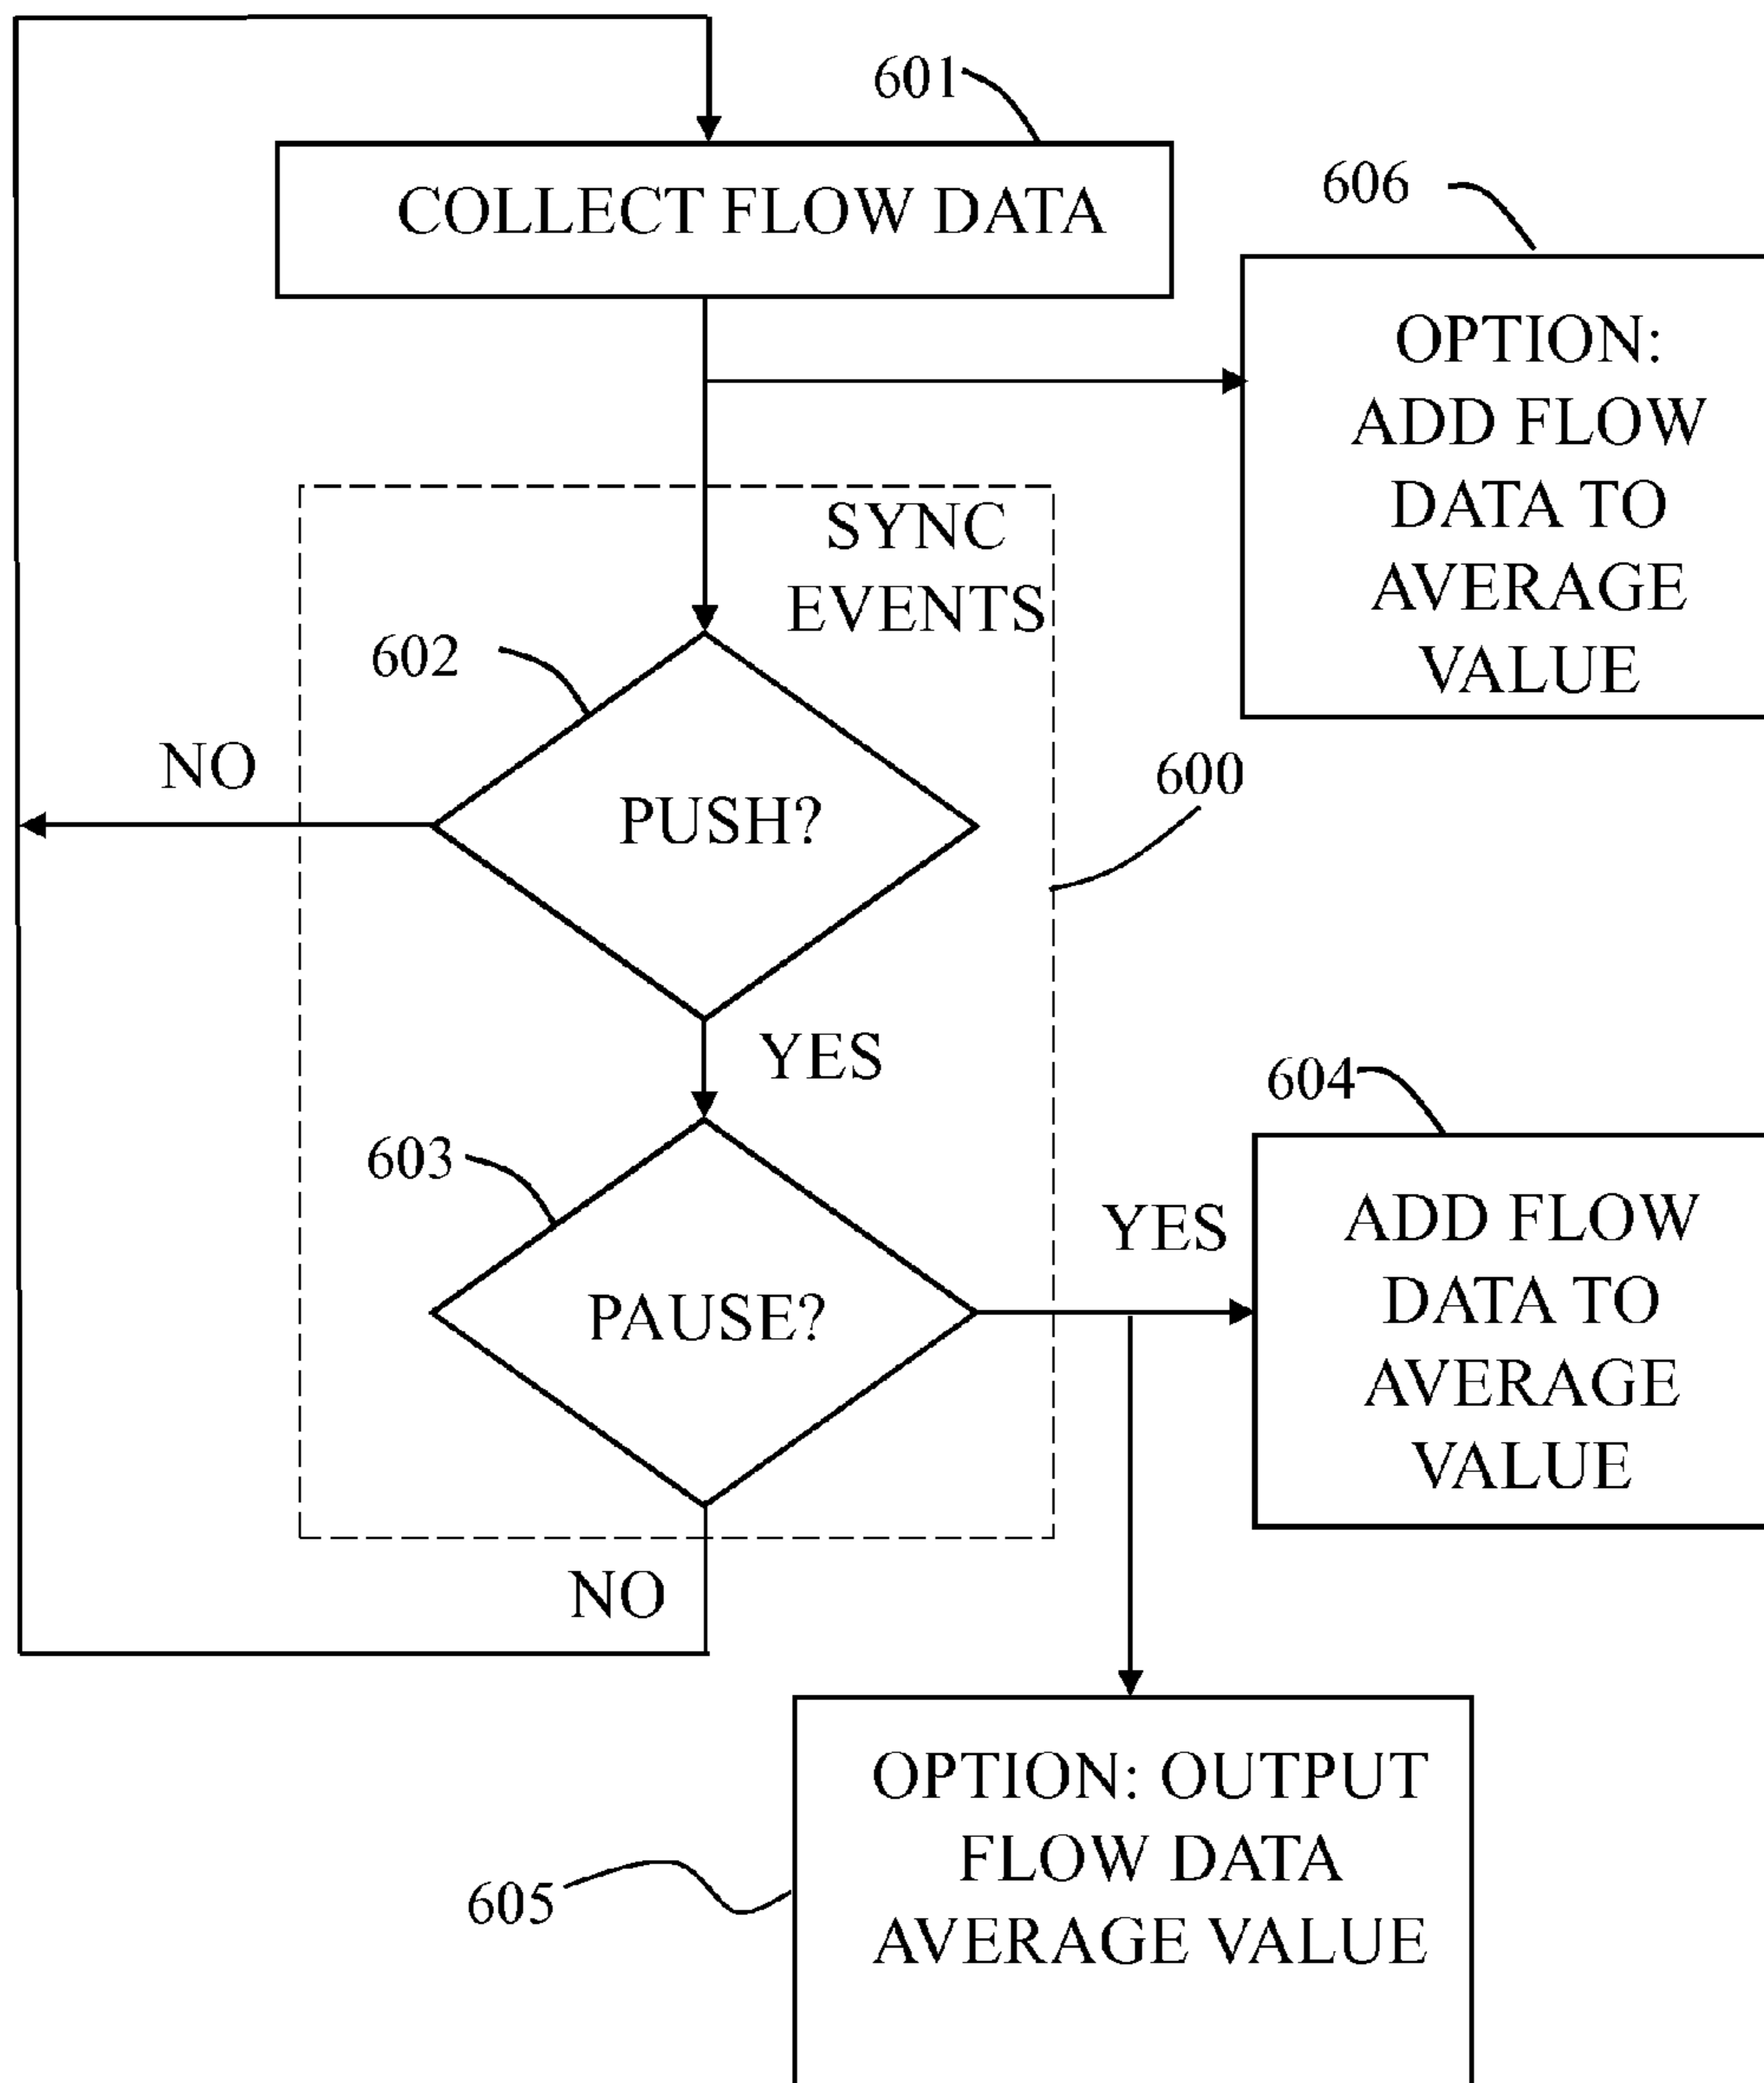 601
COLLECT FLOW DATA
606
OPTION:
ADD FLOW
DATA TO
AVERAGE
VALUE
SYNC
EVENTS
602
NO
PUSH?
600
YES
604
603
YES
ADD FLOW
DATA TO
AVERAGE
VALUE
PAUSE?
NO
OPTION: OUTPUT
FLOW DATA
AVERAGE VALUE
605